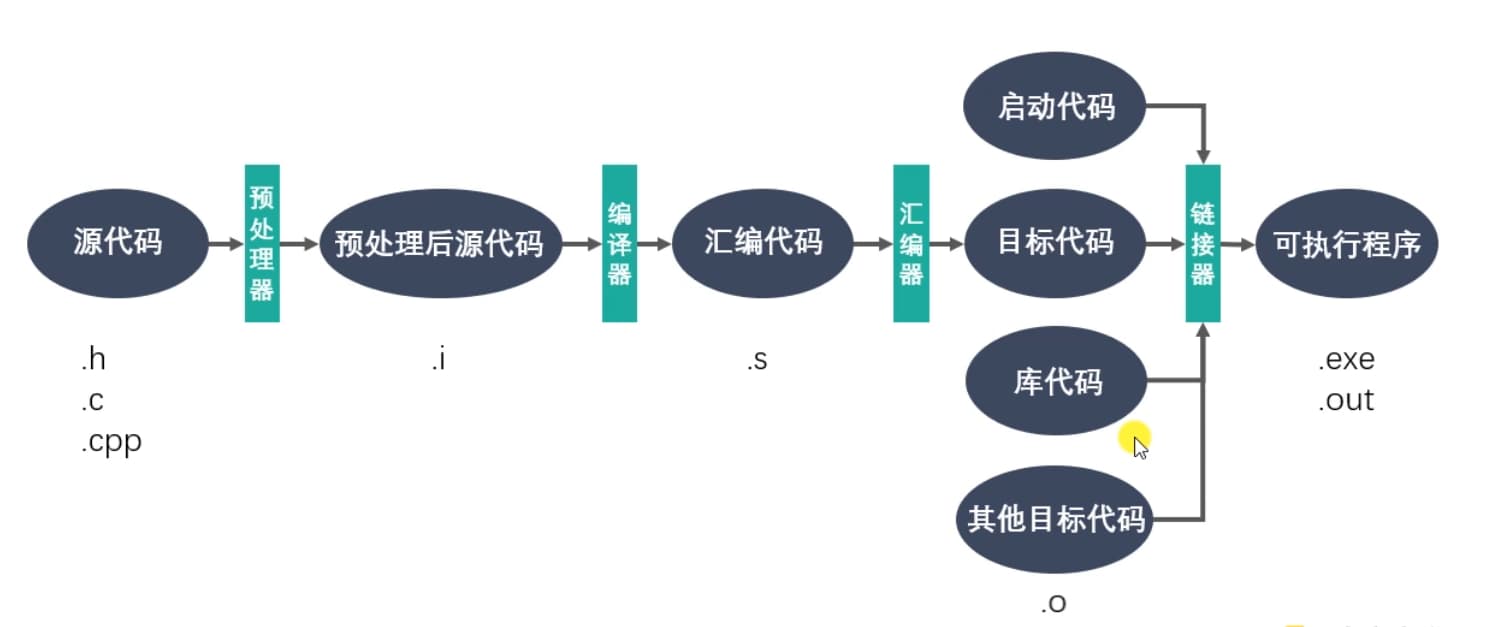 启动代码
源代码
预处理器
预处理后源代码
编译器
汇编代码
汇编器
目标代码
链接器
可执行程序
.h
.c
.cpp
.i
.s
库代码
.exe
.out
其他目标代码
.o